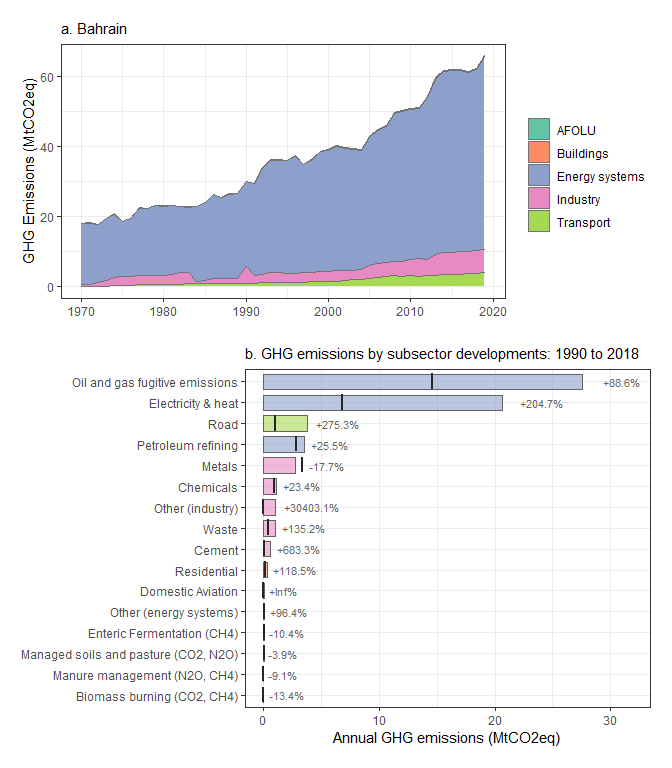 a. Bahrain
GHG Emissions (MtCO2eq)
60
40
20
0
1970
1980
1990
2000
2010
2020
AFOLU
Buildings
Energy systems
Industry
Transport
b. GHG emissions by subsector developments: 1990 to 2018
Oil and gas fugitive emissions +88.6%
Electricity & heat +204.7%
Road +275.3%
Petroleum refining +25.5%
Metals -17.7%
Chemicals +23.4%
Other (industry) +30403.1%
Waste +135.2%
Cement +683.3%
Residential +118.5%
Domestic Aviation +Inf%
Other (energy systems) +96.4%
Enteric Fermentation (CH4) -10.4%
Managed soils and pasture (CO2, N2O) -3.9%
Manure management (N2O, CH4) -9.1%
Biomass burning (CO2, CH4) -13.4%
0
10
20
30
Annual GHG emissions (MtCO2eq)